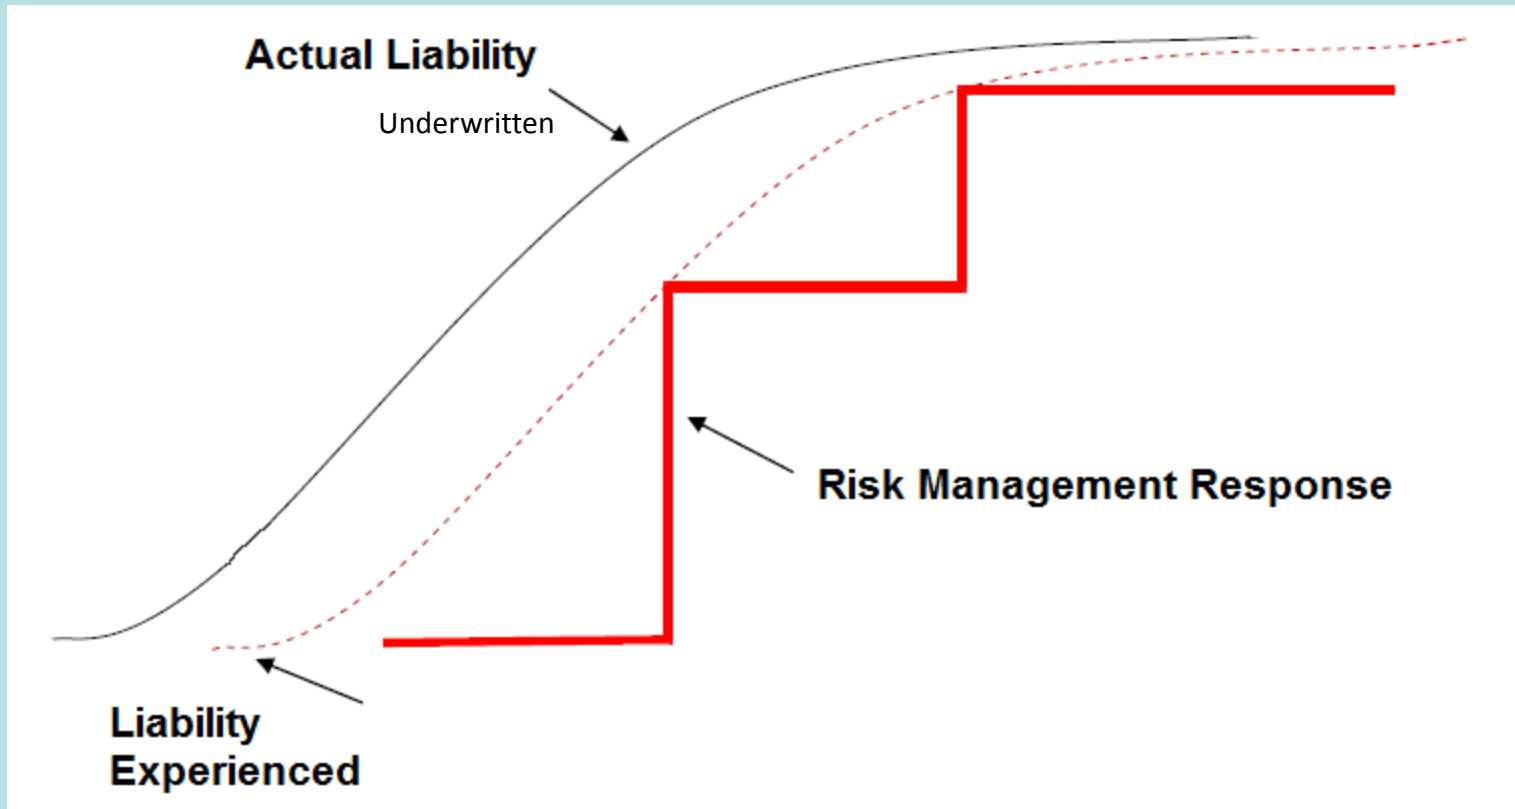 Actual Liability
Underwritten
Risk Management Response
Liability
Experienced